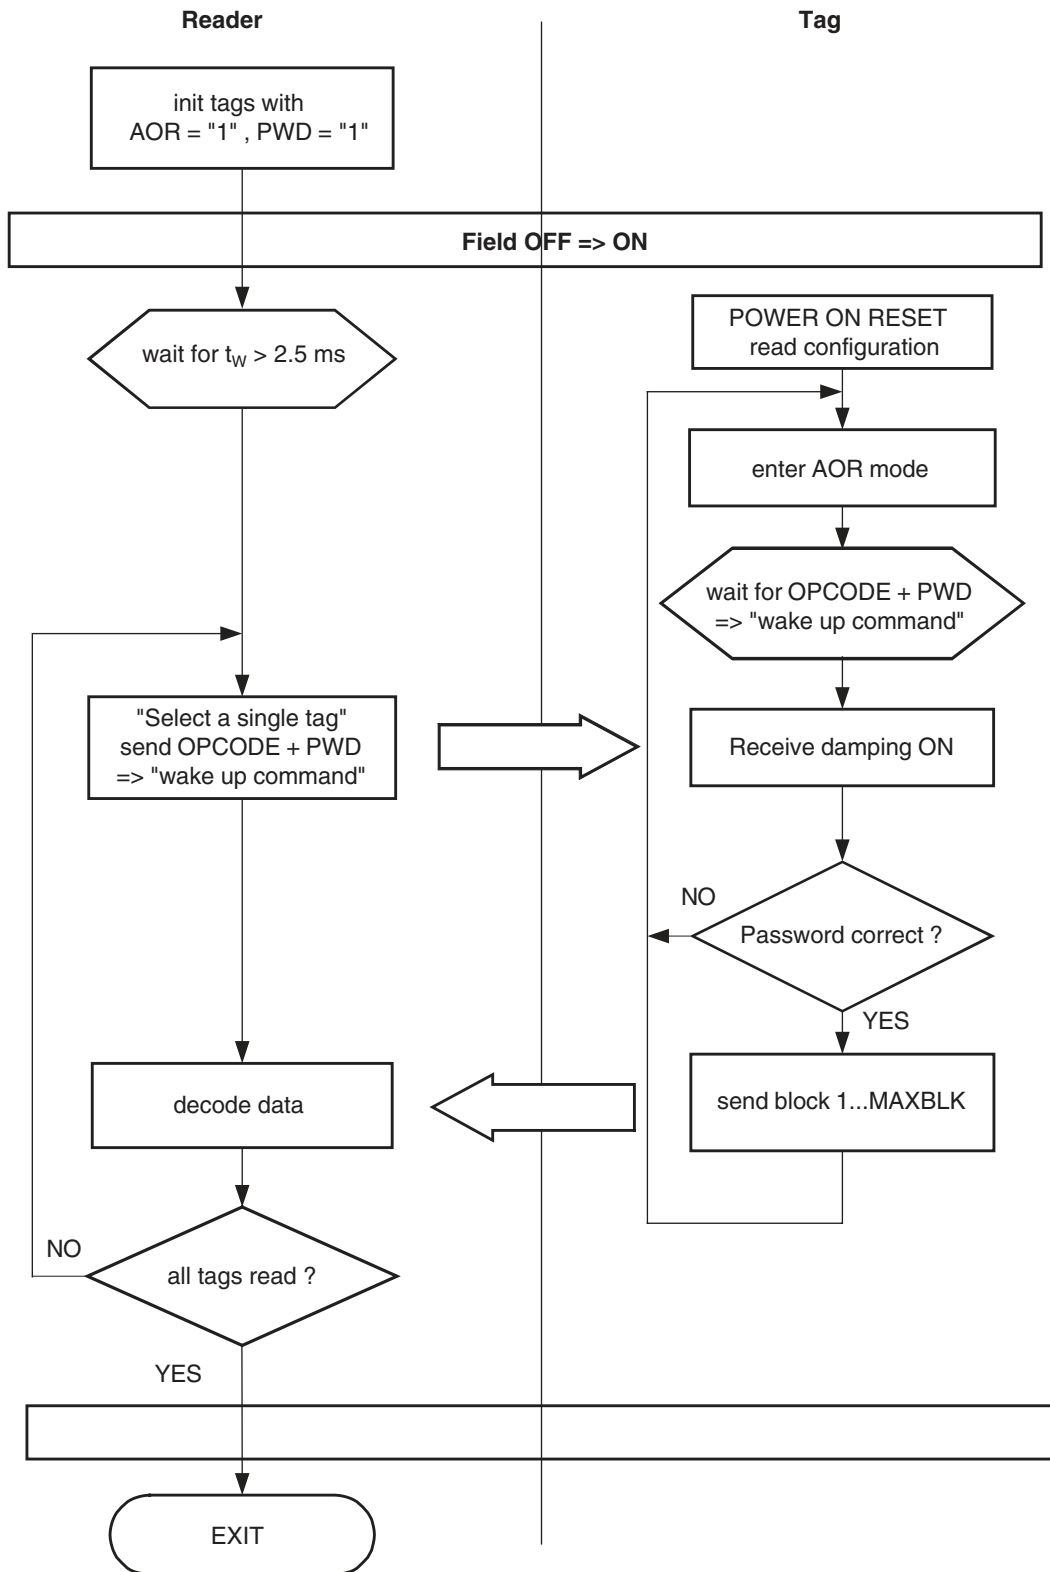 Reader
Tag
init tags with
AOR = "1" , PWD = "1"
Field OFF => ON
wait for tW > 2.5 ms
POWER ON RESET
read configuration
enter AOR mode
wait for OPCODE + PWD
=> "wake up command"
"Select a single tag"
send OPCODE + PWD
=> "wake up command"
Receive damping ON
NO
Password correct ?
YES
decode data
send block 1...MAXBLK
NO
all tags read ?
YES
EXIT